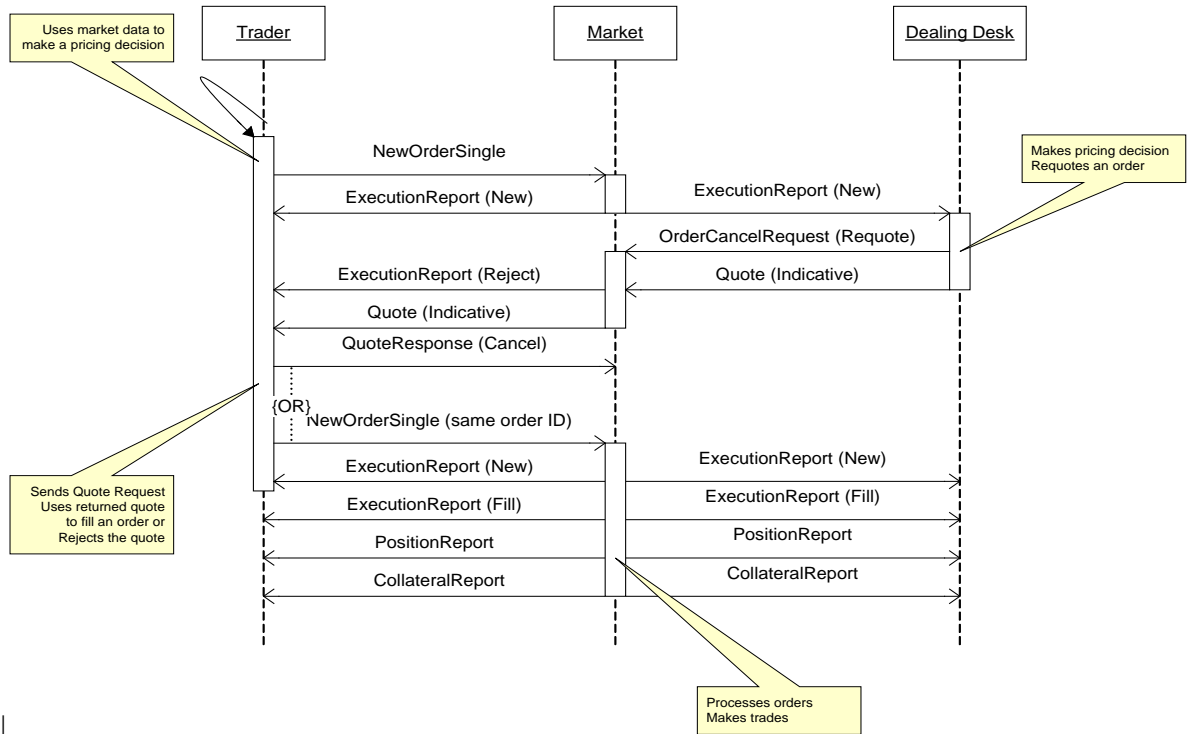 Uses market data to
make a pricing decision
Trader
Market
Dealing Desk
NewOrderSingle
Makes pricing decision
Requotes an order
ExecutionReport (New)
ExecutionReport (New)
OrderCancelRequest (Requote)
ExecutionReport (Reject)
Quote (Indicative)
Quote (Indicative)
QuoteResponse (Cancel)
{OR}
NewOrderSingle (same order ID)
ExecutionReport (New)
ExecutionReport (New)
Sends Quote Request
Uses returned quote
to fill an order or
Rejects the quote
ExecutionReport (Fill)
ExecutionReport (Fill)
PositionReport
PositionReport
CollateralReport
CollateralReport
Processes orders
Makes trades